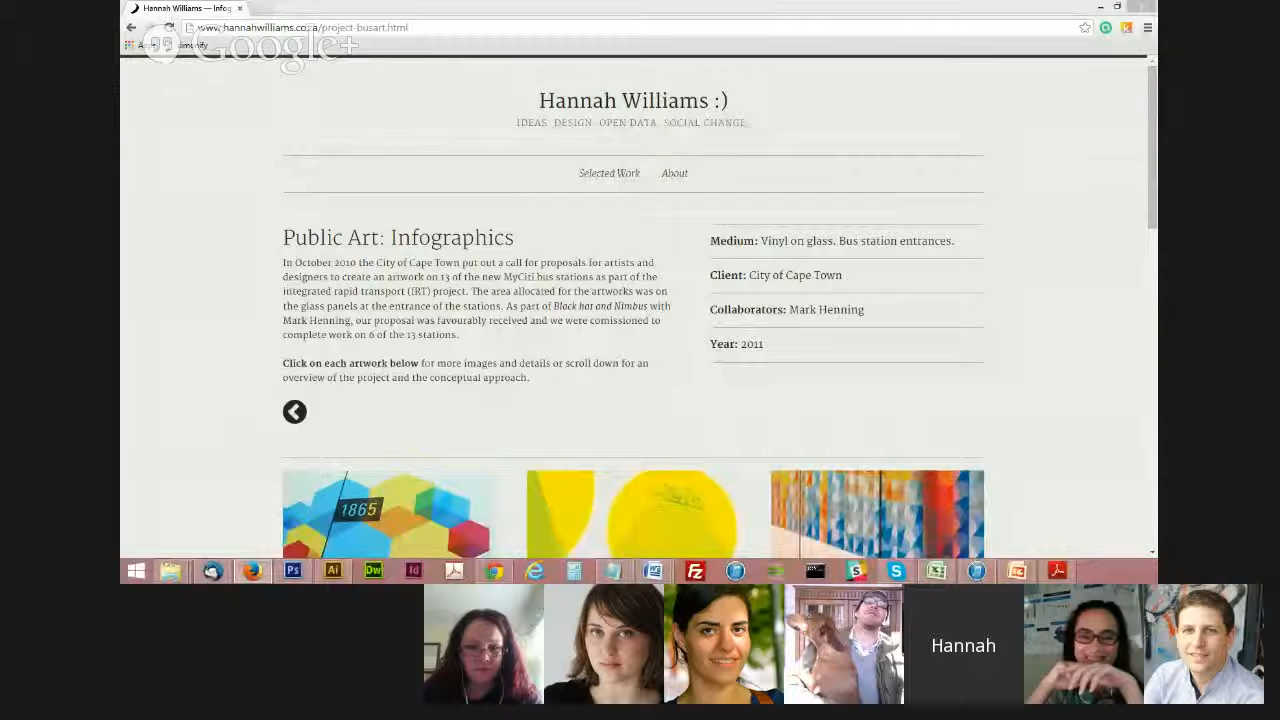 Hannah Williams — Infog
www.hannahwilliams.co.za/project-busart.html
Google+
Hannah Williams :)
IDEAS. DESIGN. OPEN DATA. SOCIAL CHANGE.
Selected Work About
Public Art: Infographics
In October 2010 the City of Cape Town put out a call for proposals for artists and
designers to create an artwork on 13 of the new MyCiti bus stations as part of the
integrated rapid transport (IRT) project. The area allocated for the artworks was on
the glass panels at the entrance of the stations. As part of Black bar and Nimbus with
Mark Henning, our proposal was favourably received and we were comissioned to
complete work on 6 of the 13 stations.
Click on each artwork below for more images and details or scroll down for an
overview of the project and the conceptual approach.
Medium: Vinyl on glass. Bus station entrances.
Client: City of Cape Town
Collaborators: Mark Henning
Year: 2011
1865
Ps Ai Dw Id Fz
Hannah